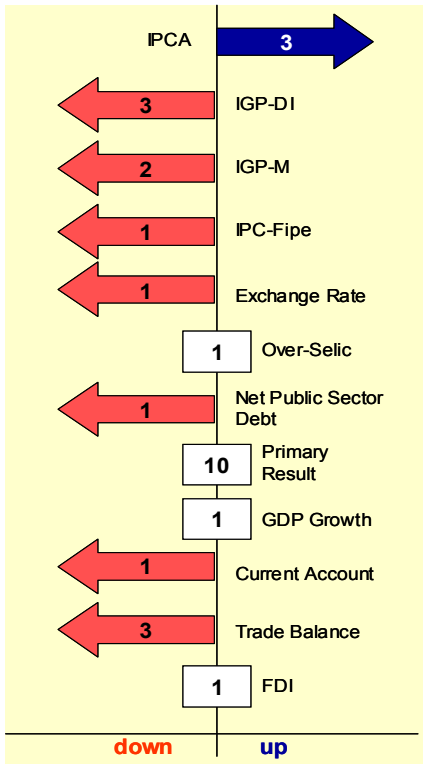 IPCA 3
3 IGP-DI
2 IGP-M
1 IPC-Fipe
1 Exchange Rate
1 Over-Selic
1 Net Public Sector
Debt
10 Primary
Result
1 GDP Growth
1 Current Account
3 Trade Balance
1 FDI
down up